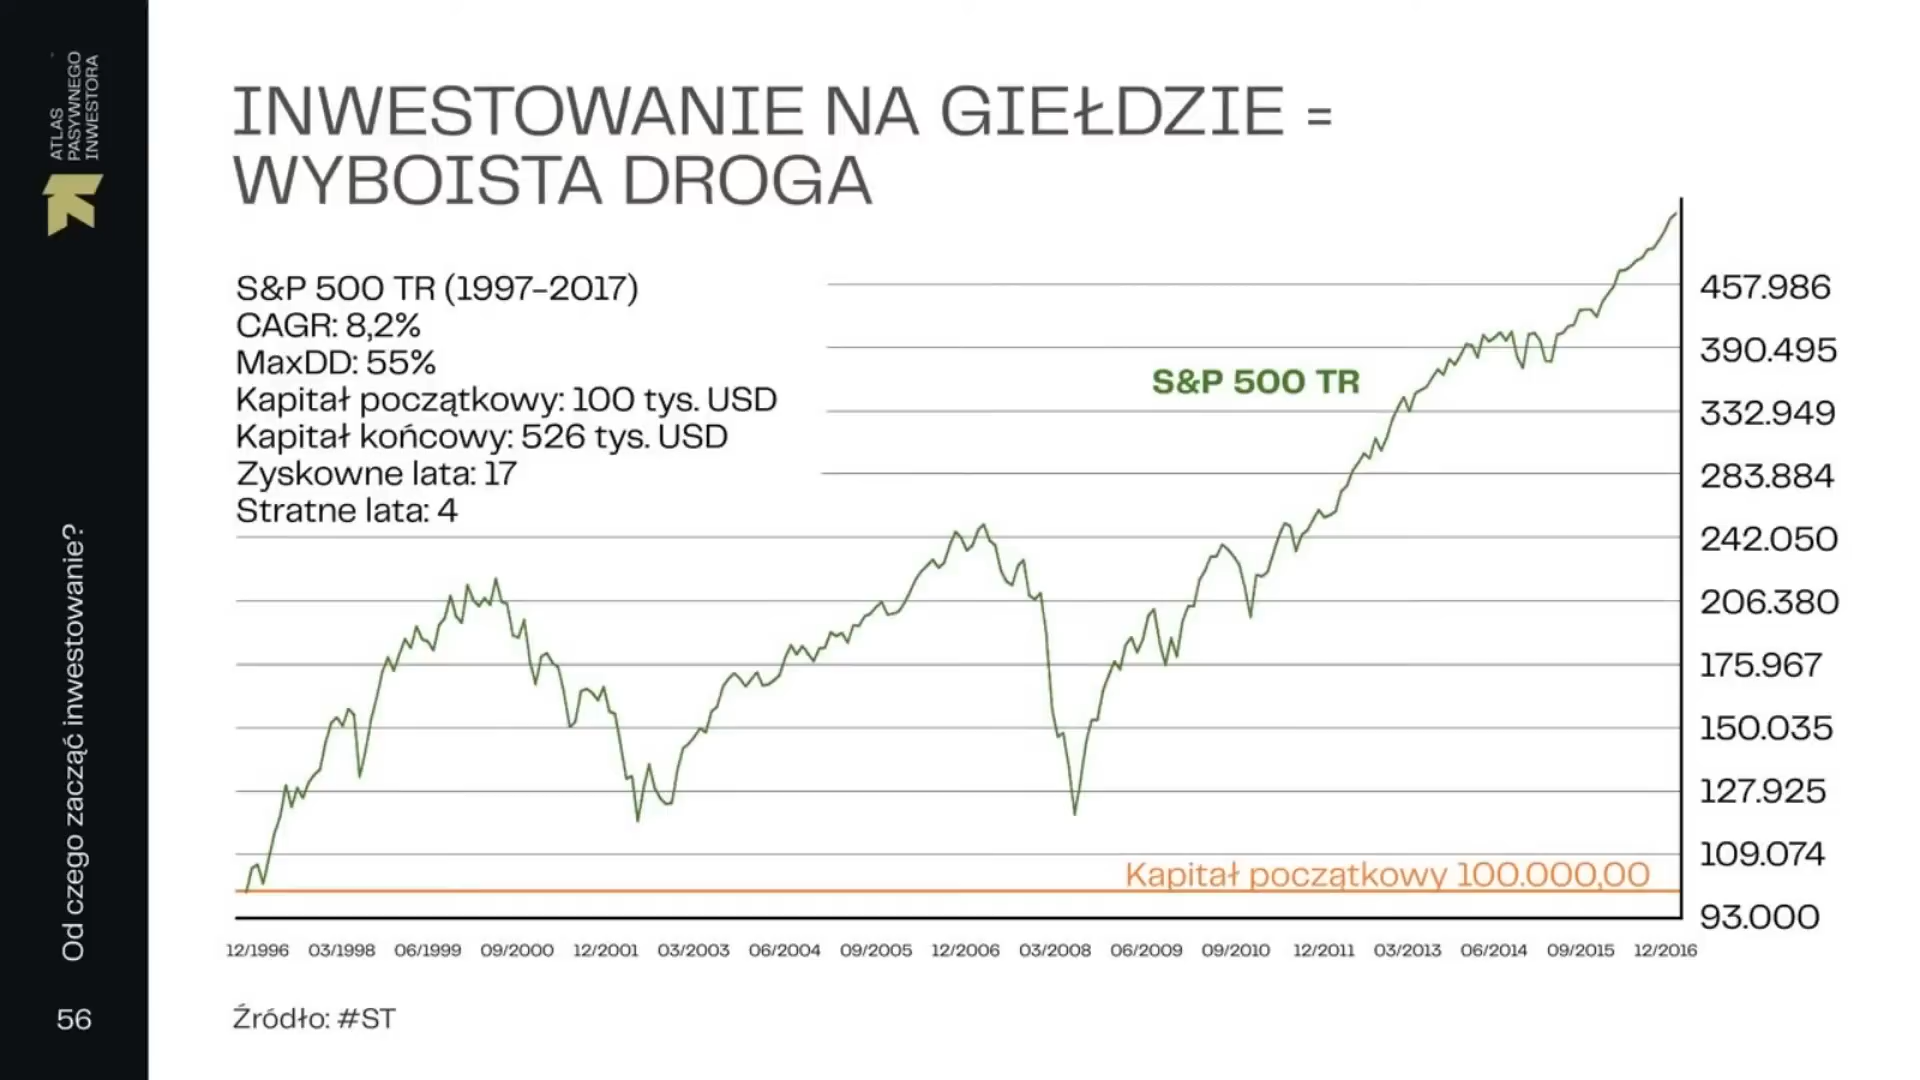 ATLAS
PASYWNEGO
INWESTORA
Od czego zacząć inwestowanie?
56
INWESTOWANIE NA GIEŁDZIE =
WYBOISTA DROGA
S&P 500 TR (1997-2017)
CAGR: 8,2%
MaxDD: 55%
Kapitał początkowy: 100 tys. USD
Kapitał końcowy: 526 tys. USD
Zyskowne lata: 17
Stratne lata: 4
S&P 500 TR
Kapitał początkowy 100.000,00
457.986
390.495
332.949
283.884
242.050
206.380
175.967
150.035
127.925
109.074
93.000
12/1996 03/1998 06/1999 09/2000 12/2001 03/2003 06/2004 09/2005 12/2006 03/2008 06/2009 09/2010 12/2011 03/2013 06/2014 09/2015 12/2016
Źródło: #ST